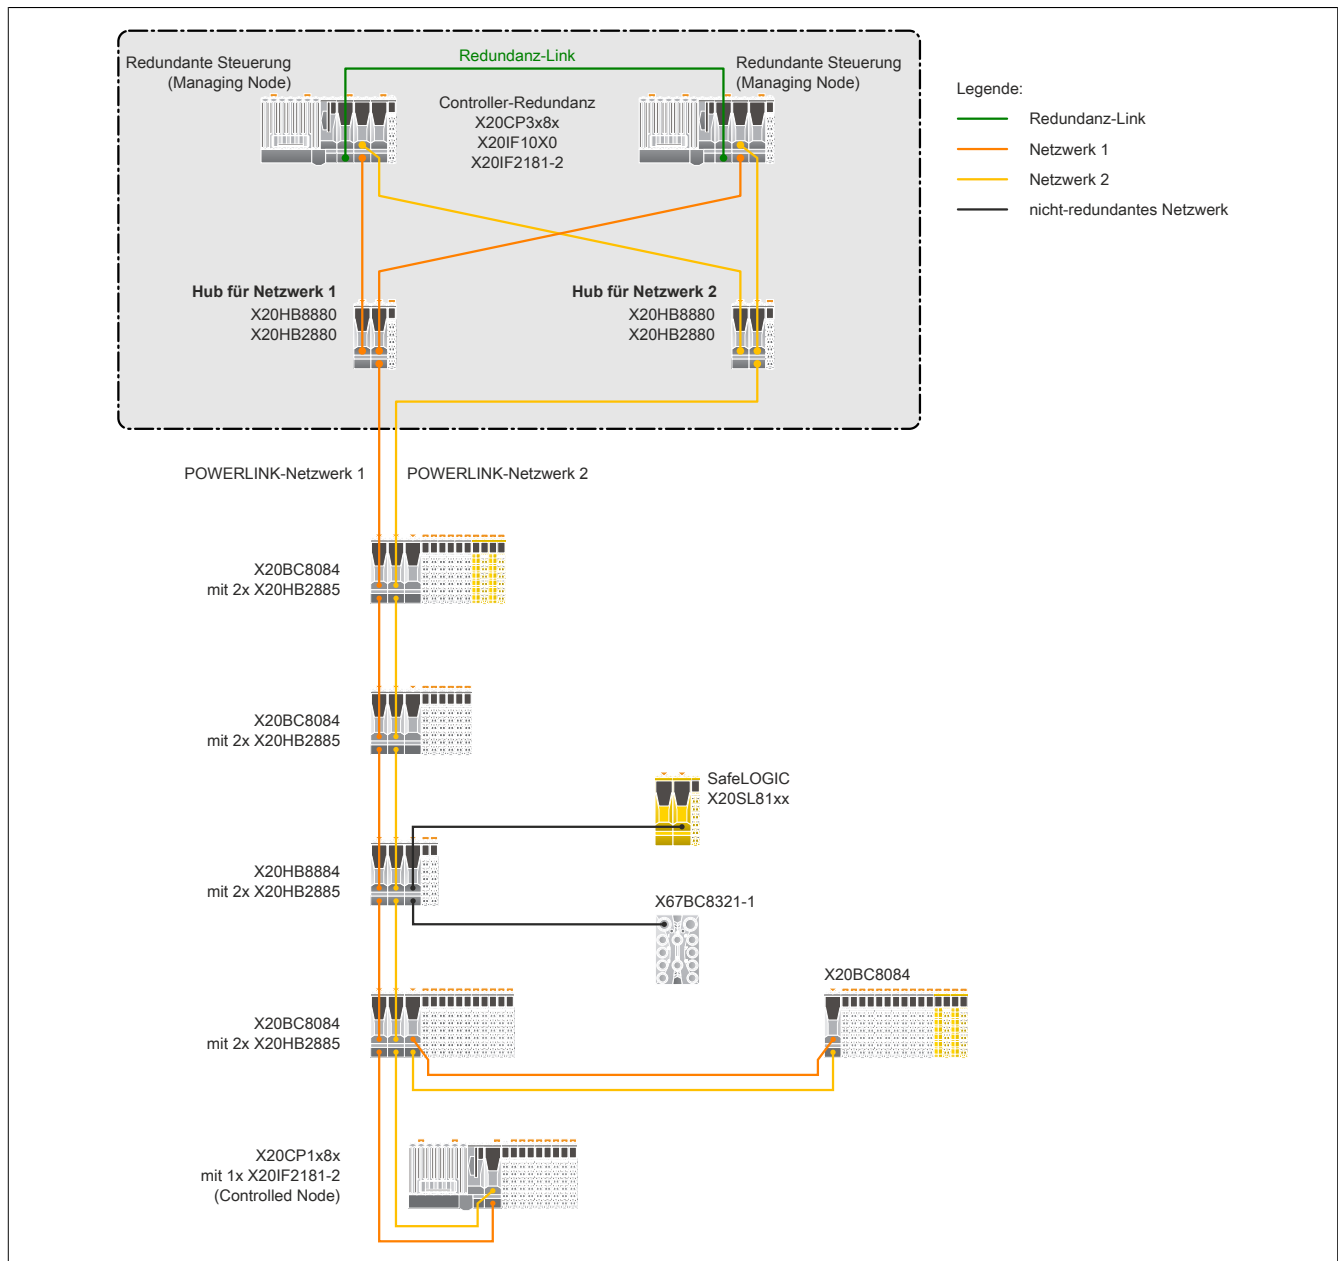 Redundante Steuerung
(Managing Node)
Redundanz-Link
Redundante Steuerung
(Managing Node)
Controller-Redundanz
X20CP3x8x
X20IF10X0
X20IF2181-2
Legende:
Redundanz-Link
Netzwerk 1
Netzwerk 2
nicht-redundantes Netzwerk
Hub für Netzwerk 1
X20HB8880
X20HB2880
Hub für Netzwerk 2
X20HB8880
X20HB2880
POWERLINK-Netzwerk 1
POWERLINK-Netzwerk 2
X20BC8084
mit 2x X20HB2885
X20BC8084
mit 2x X20HB2885
SafeLOGIC
X20SL81xx
X20HB8884
mit 2x X20HB2885
X67BC8321-1
X20BC8084
X20BC8084
mit 2x X20HB2885
X20CP1x8x
mit 1x X20IF2181-2
(Controlled Node)